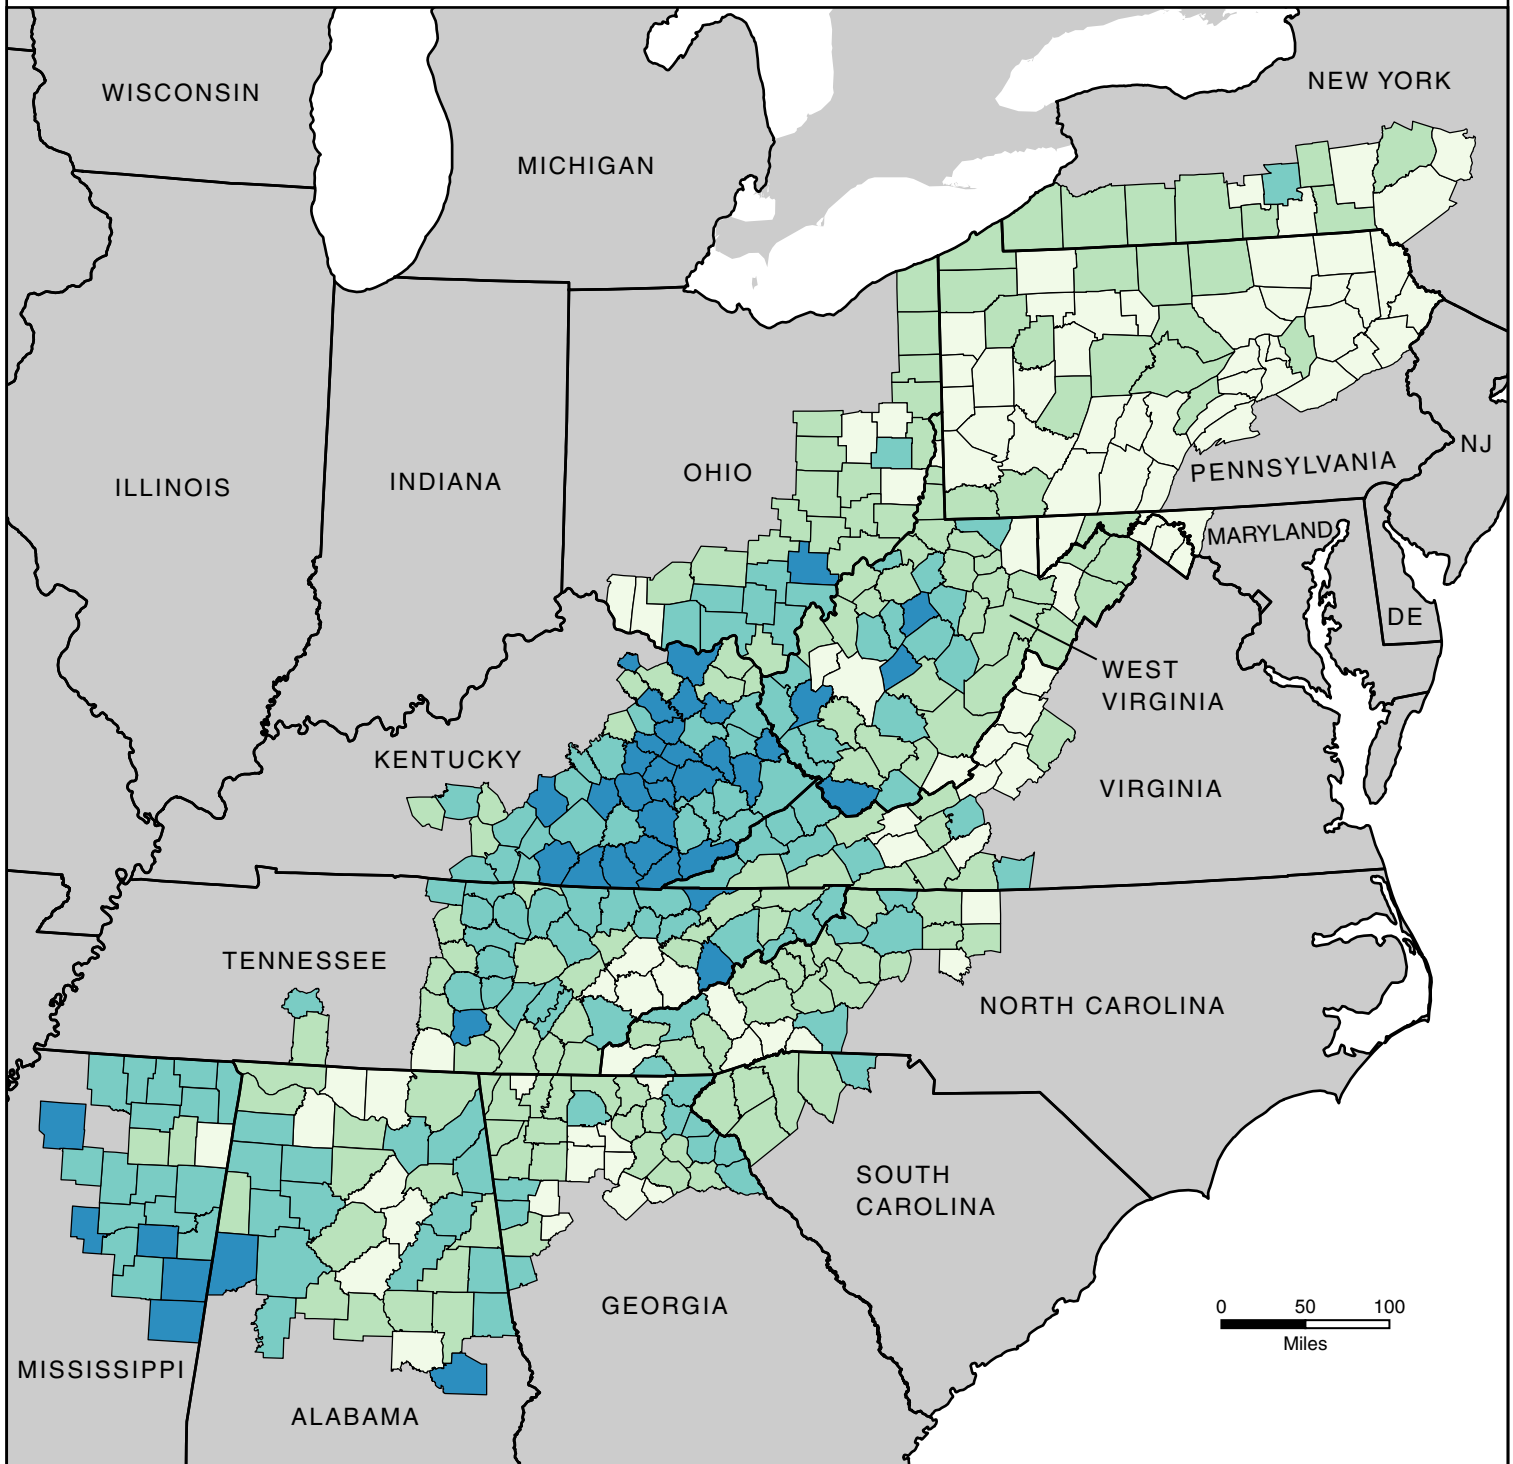 WISCONSIN
MICHIGAN
NEW YORK
ILLINOIS
INDIANA
OHIO
PENNSYLVANIA
NJ
MARYLAND
DE
WEST
VIRGINIA
KENTUCKY
VIRGINIA
TENNESSEE
NORTH CAROLINA
SOUTH
CAROLINA
GEORGIA
MISSISSIPPI
ALABAMA
0 50 100
Miles